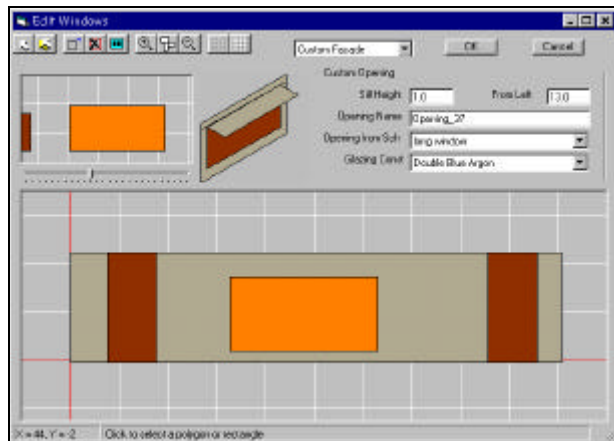 Edit Windows
Custom Facade
OK
Cancel
Custom Opening
Sill Height 1.0 From Left 13.0
Opening Name Opening_37
Opening from Sch: long window
Glazing Const Double Blue Argon
X = 44, Y = -2 Click to select a polygon or rectangle